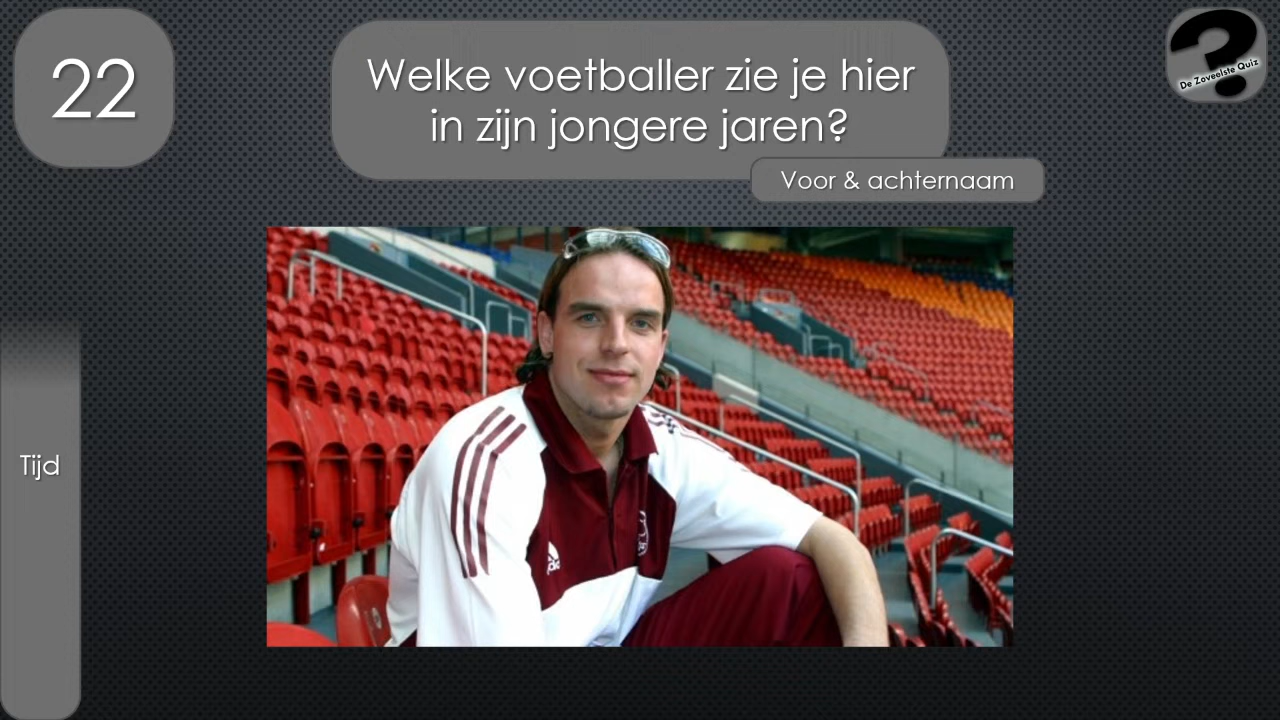 22
Welke voetballer zie je hier
in zijn jongere jaren?
Voor & achternaam
De Zoveelste Quiz
Tijd